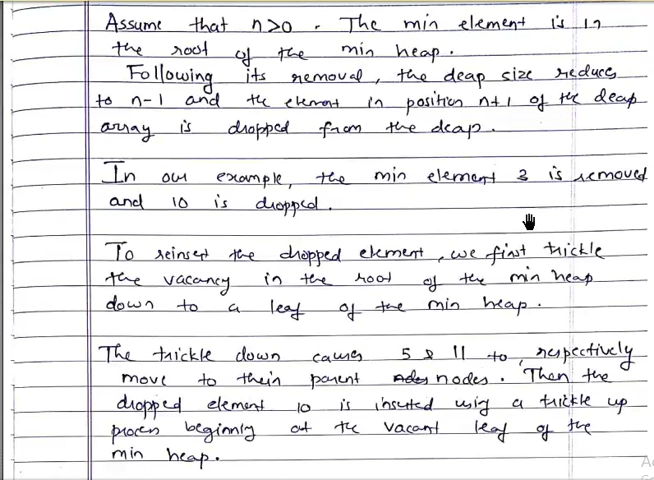 Assume that n>0. The min element is in
the root of the min heap.
Following its removal, the deap size reduces
to n-1 and the element in position n+1 of the deap
array is dropped from the deap.
In our example, the min element 3 is removed
and 10 is dropped.
To reinsert the dropped element, we first trickle
the vacancy in the root of the min heap
down to a leaf of the min heap.
The trickle down causes 5 & 11 to, respectively
move to their parent nodes. Then the
dropped element 10 is inserted using a trickle up
process beginning at the vacant leaf of the
min heap.